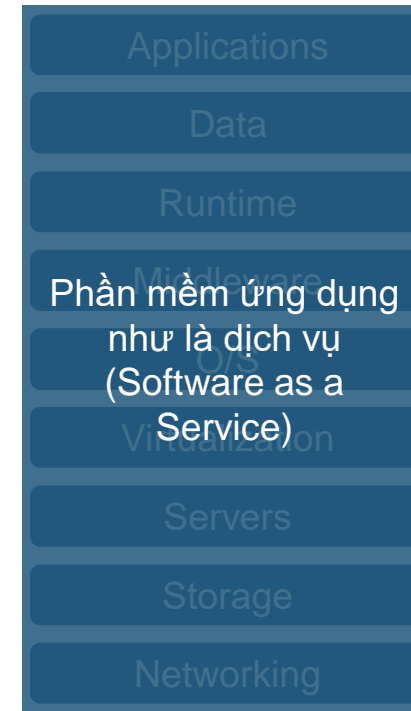 Applications
Data
Runtime
Middleware
Phần mềm ứng dụng
như là dịch vụ
O/S
(Software as a
Service)
Virtualization
Servers
Storage
Networking